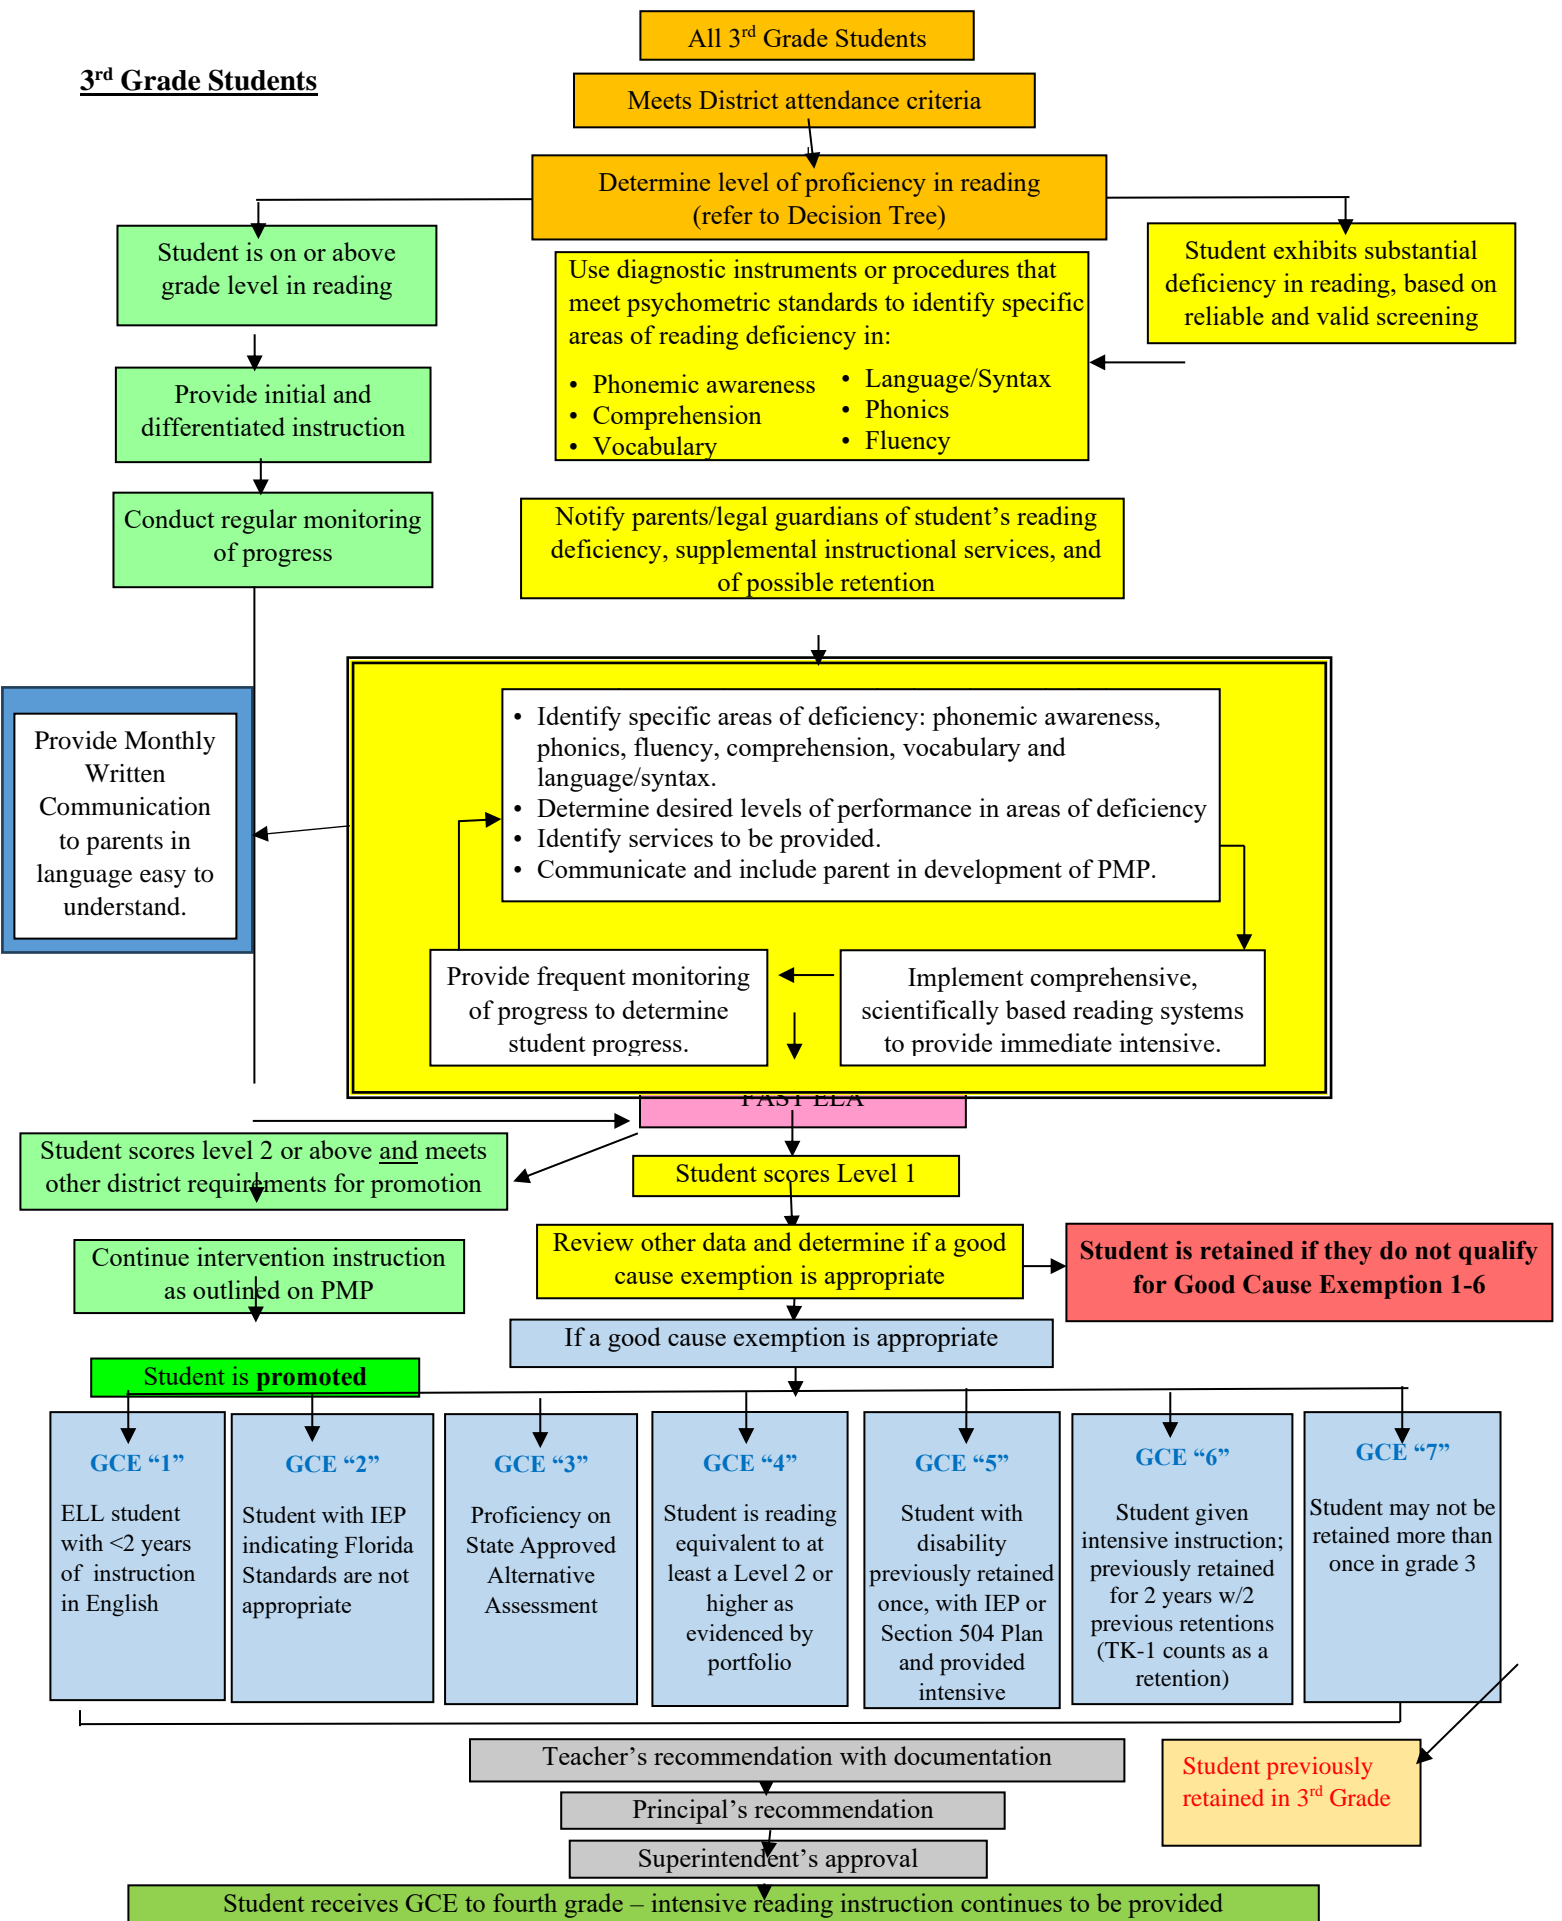 All 3rd Grade Students
3rd Grade Students
Meets District attendance criteria
Determine level of proficiency in reading
(refer to Decision Tree)
Student is on or above
grade level in reading
Provide initial and
differentiated instruction
Conduct regular monitoring
of progress
Student exhibits substantial
deficiency in reading, based on
reliable and valid screening
Use diagnostic instruments or procedures that
meet psychometric standards to identify specific
areas of reading deficiency in:
• Phonemic awareness
• Comprehension
• Vocabulary
• Language/Syntax
• Phonics
• Fluency
Notify parents/legal guardians of student’s reading
deficiency, supplemental instructional services, and
of possible retention
Provide Monthly
Written
Communication
to parents in
language easy to
understand.
• Identify specific areas of deficiency: phonemic awareness,
phonics, fluency, comprehension, vocabulary and
language/syntax.
• Determine desired levels of performance in areas of deficiency
• Identify services to be provided.
• Communicate and include parent in development of PMP.
Provide frequent monitoring
of progress to determine
student progress.
Implement comprehensive,
scientifically based reading systems
to provide immediate intensive.
FAST ELA
Student scores level 2 or above and meets
other district requirements for promotion
Student scores Level 1
Continue intervention instruction
as outlined on PMP
Review other data and determine if a good
cause exemption is appropriate
Student is retained if they do not qualify
for Good Cause Exemption 1-6
If a good cause exemption is appropriate
Student is promoted
GCE “1”
ELL student
with <2 years
of instruction
in English
GCE “2”
Student with IEP
indicating Florida
Standards are not
appropriate
GCE “3”
Proficiency on
State Approved
Alternative
Assessment
GCE “4”
Student is reading
equivalent to at
least a Level 2 or
higher as
evidenced by
portfolio
GCE “5”
Student with
disability
previously retained
once, with IEP or
Section 504 Plan
and provided
intensive
GCE “6”
Student given
intensive instruction;
previously retained
for 2 years w/2
previous retentions
(TK-1 counts as a
retention)
GCE “7”
Student may not be
retained more than
once in grade 3
Teacher’s recommendation with documentation
Principal’s recommendation
Superintendent’s approval
Student previously
retained in 3rd Grade
Student receives GCE to fourth grade – intensive reading instruction continues to be provided